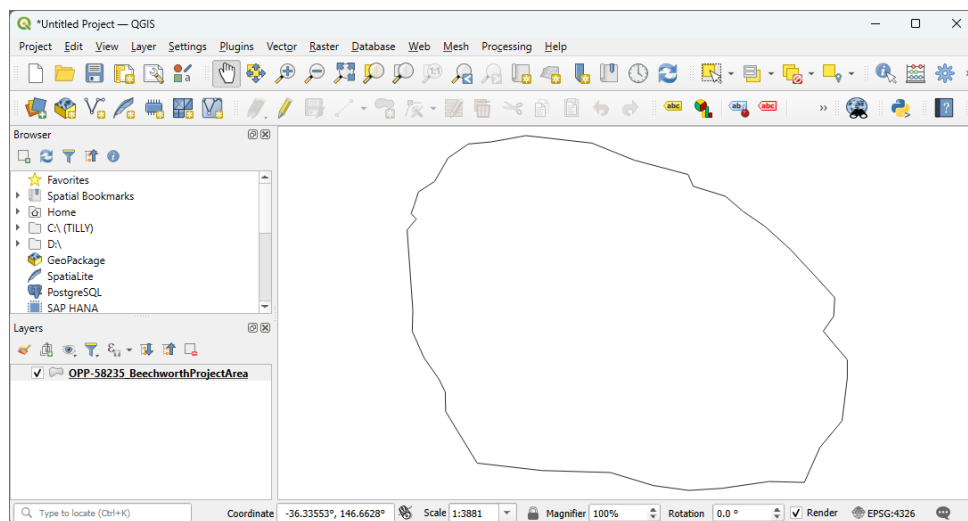 *Untitled Project — QGIS
Project Edit View Layer Settings Plugins Vector Raster Database Web Mesh Processing Help
1:1
abc abc abc » ?
Browser
Favorites
Spatial Bookmarks
Home
C:\ (TILLY)
D:\
GeoPackage
SpatiaLite
PostgreSQL
SAP HANA
Layers
OPP-58235_BeechworthProjectArea
Type to locate (Ctrl+K) Coordinate -36.33553°, 146.6628° Scale 1:3881 Magnifier 100% Rotation 0.0 ° Render EPSG:4326